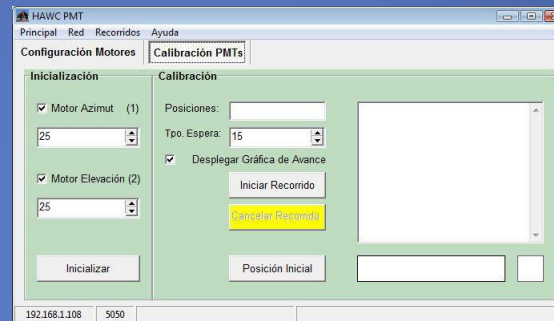 HAWC PMT
Principal Red Recorridos Ayuda
Configuración Motores Calibración PMTs
Inicialización
Motor Azimut (1)
25
Motor Elevación (2)
25
Inicializar
Calibración
Posiciones:
Tpo. Espera: 15
Desplegar Gráfica de Avance
Iniciar Recorrido
Cancelar Recorrido
Posición Inicial
192.168.1.108 5050